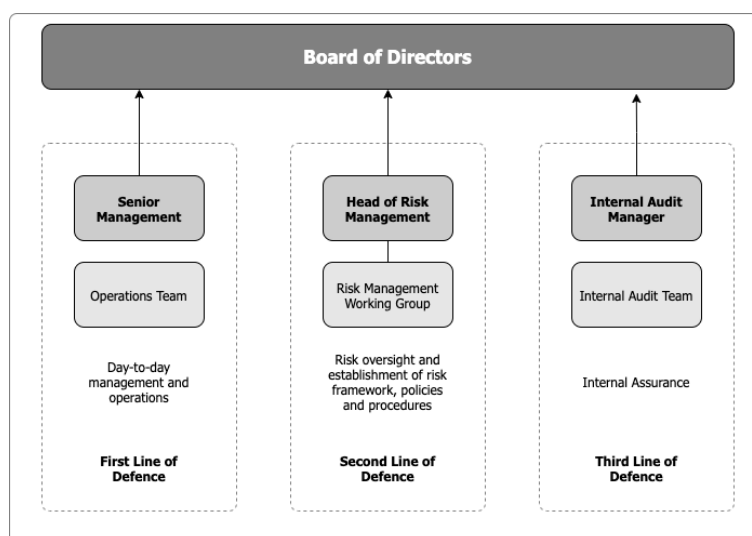 Board of Directors
Senior
Management
Operations Team
Day-to-day
management and
operations
First Line of
Defence
Head of Risk
Management
Risk Management
Working Group
Risk oversight and
establishment of risk
framework, policies
and procedures
Second Line of
Defence
Internal Audit
Manager
Internal Audit Team
Internal Assurance
Third Line of
Defence